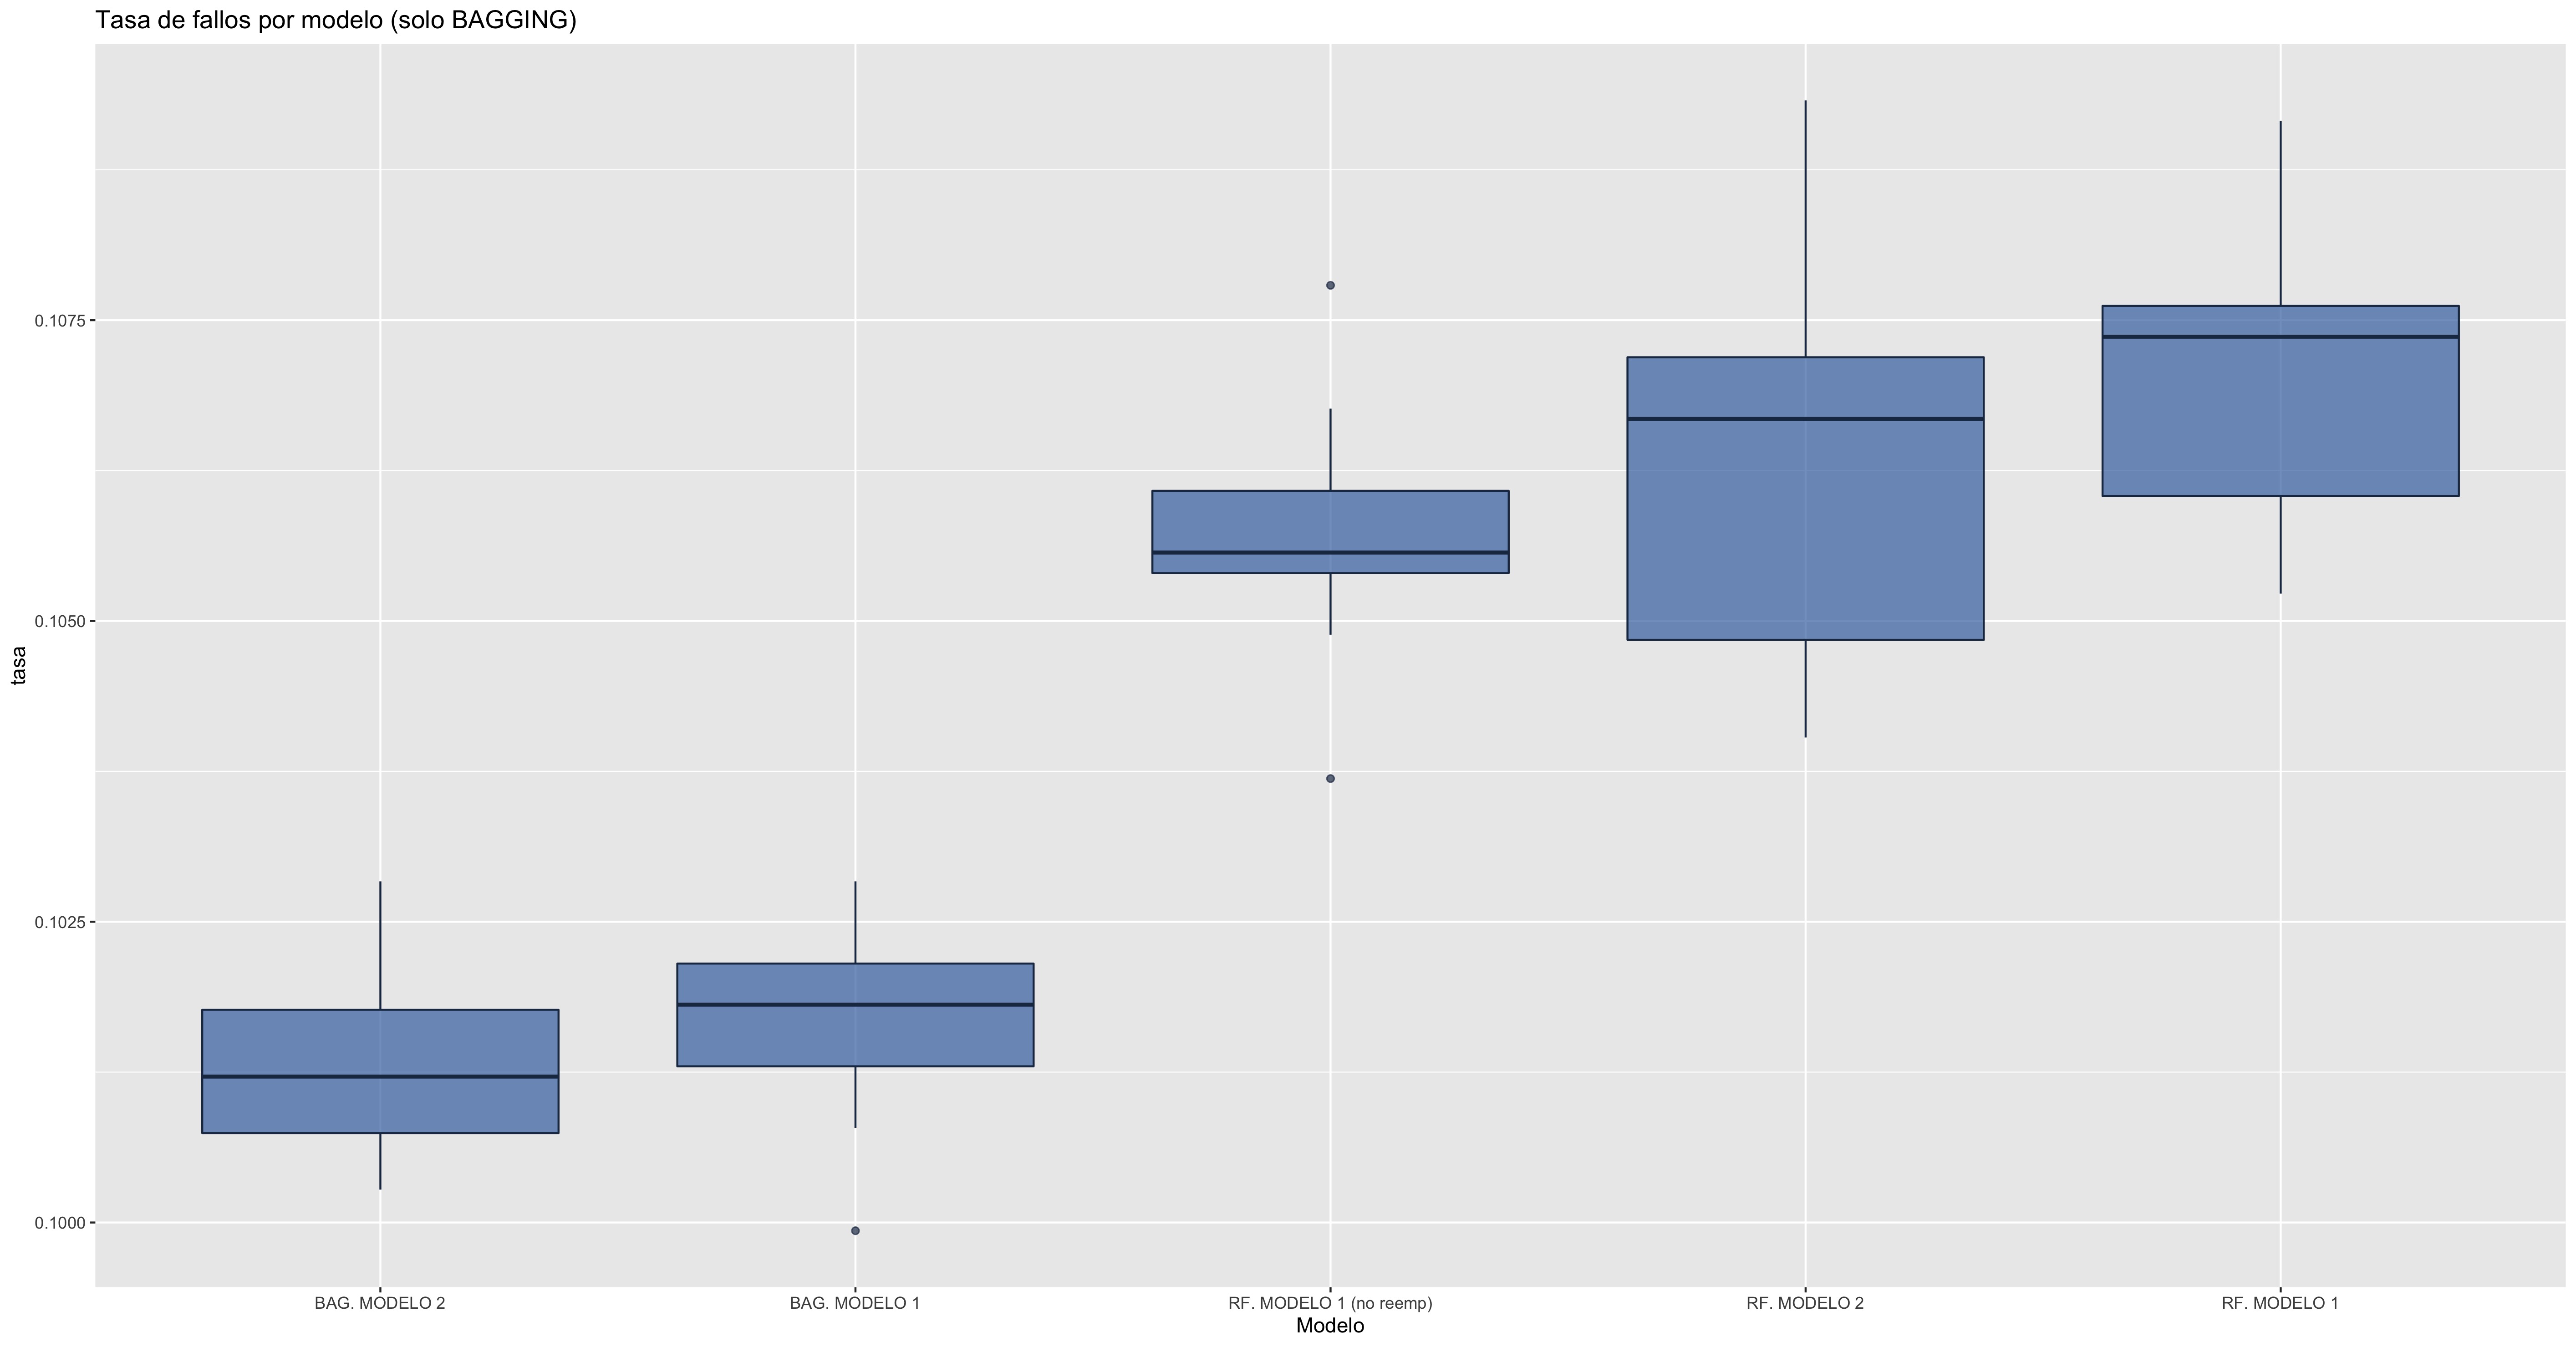 Tasa de fallos por modelo (solo BAGGING)
0.1075
0.1050
0.1025
0.1000
tasa
BAG. MODELO 2
BAG. MODELO 1
RF. MODELO 1 (no reemp)
RF. MODELO 2
RF. MODELO 1
Modelo